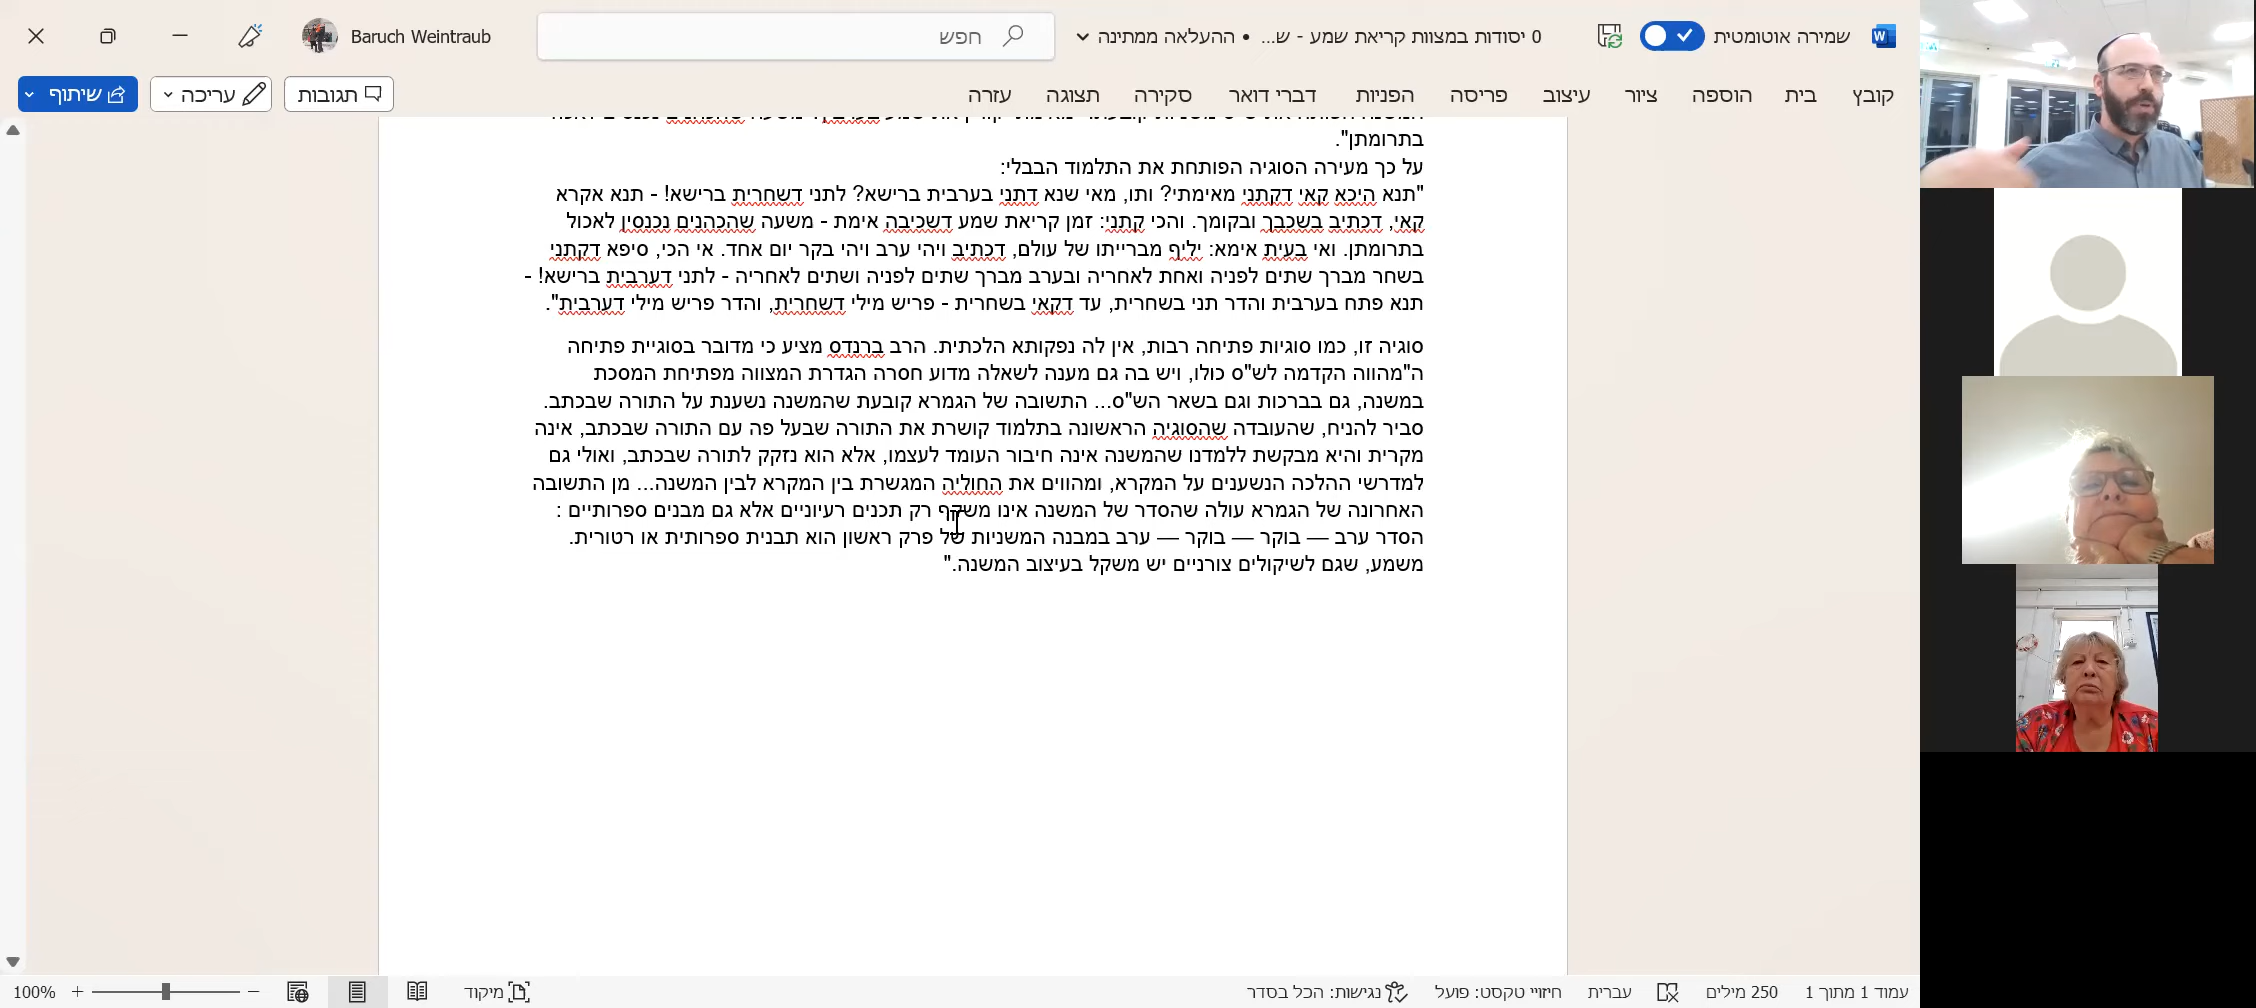 0 יסודות במצוות קריאת שמע - ש... • ההעלאה ממתינה
חפש
Baruch Weintraub
שמירה אוטומטית
קובץ בית הוספה ציור עיצוב פריסה הפניות דברי דואר סקירה תצוגה עזרה
תגובות עריכה שיתוף
בתרומתן".
על כך מעירה הסוגיה הפותחת את התלמוד הבבלי:
"תנא היכא קאי דקתני מאימתי? ותו, מאי שנא דתני בערבית ברישא? לתני דשחרית ברישא! - תנא אקרא
קאי, דכתיב בשכבך ובקומך. והכי קתני: זמן קריאת שמע דשכיבה אימת - משעה שהכהנים נכנסין לאכול
בתרומתן. ואי בעית אימא: יליף מברייתו של עולם, דכתיב ויהי ערב ויהי בקר יום אחד. אי הכי, סיפא דקתני
בשחר מברך שתים לפניה ואחת לאחריה ובערב מברך שתים לפניה ושתים לאחריה - לתני דערבית ברישא! -
תנא פתח בערבית והדר תני בשחרית, עד דקאי בשחרית - פריש מילי דשחרית, והדר פריש מילי דערבית".
סוגיה זו, כמו סוגיות פתיחה רבות, אין לה נפקותא הלכתית. הרב ברנדס מציע כי מדובר בסוגיית פתיחה
ה"מהווה הקדמה לש"ס כולו, ויש בה גם מענה לשאלה מדוע חסרה הגדרת המצווה מפתיחת המסכת
במשנה, גם בברכות וגם בשאר הש"ס... התשובה של הגמרא קובעת שהמשנה נשענת על התורה שבכתב.
סביר להניח, שהעובדה שהסוגיה הראשונה בתלמוד קושרת את התורה שבעל פה עם התורה שבכתב, אינה
מקרית והיא מבקשת ללמדנו שהמשנה אינה חיבור העומד לעצמו, אלא הוא נזקק לתורה שבכתב, ואולי גם
למדרשי ההלכה הנשענים על המקרא, ומהווים את החוליה המגשרת בין המקרא לבין המשנה... מן התשובה
האחרונה של הגמרא עולה שהסדר של המשנה אינו משקף רק תכנים רעיוניים אלא גם מבנים ספרותיים :
הסדר ערב — בוקר — בוקר — ערב במבנה המשניות של פרק ראשון הוא תבנית ספרותית או רטורית.
משמע, שגם לשיקולים צורניים יש משקל בעיצוב המשנה."
עמוד 1 מתוך 1 250 מילים עברית חיזויי טקסט: פועל נגישות: הכל בסדר מיקוד 100%